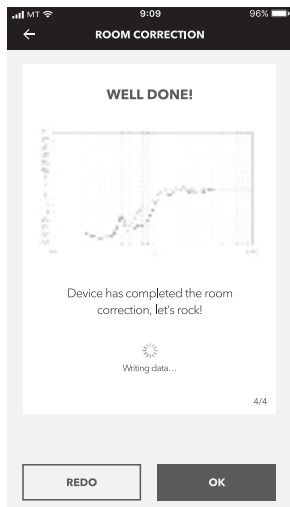 MT 9:09 96%
ROOM CORRECTION
WELL DONE!
Device has completed the room
correction, let's rock!
Writing data...
4/4
REDO OK